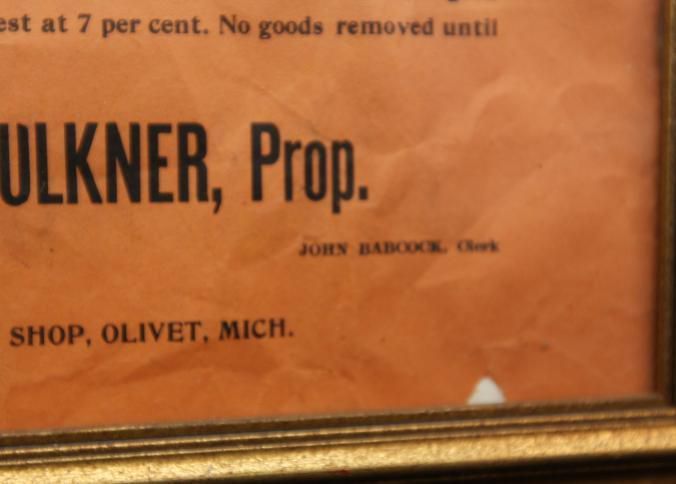 est at 7 per cent. No goods removed until
ULKNER, Prop.
JOHN BABCOCK, Clerk
SHOP, OLIVET, MICH.